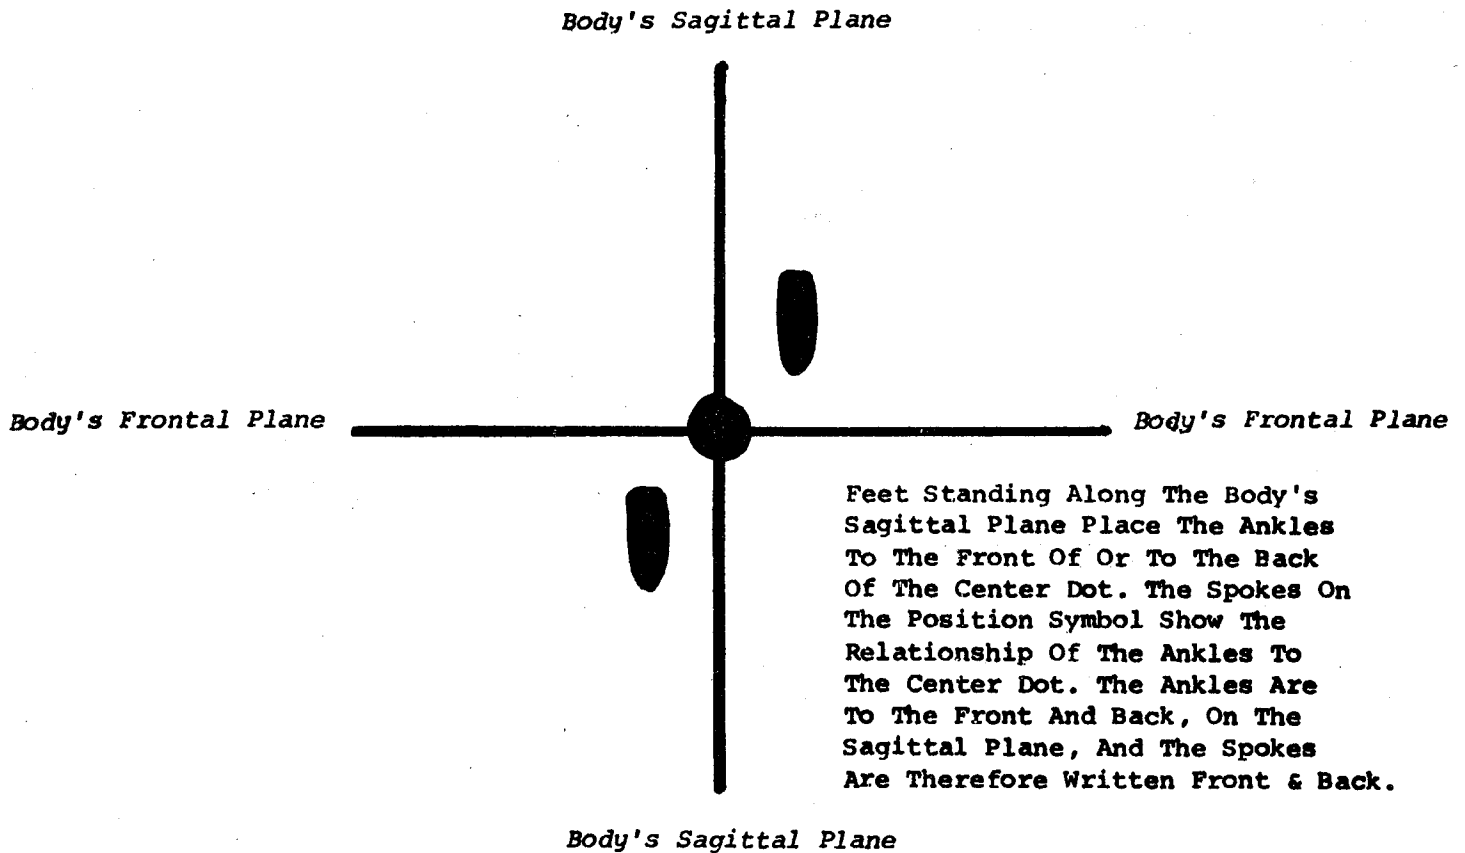 Body's Sagittal Plane
Body's Frontal Plane
Body's Frontal Plane
Feet Standing Along The Body's
Sagittal Plane Place The Ankles
To The Front Of Or To The Back
Of The Center Dot. The Spokes On
The Position Symbol Show The
Relationship Of The Ankles To
The Center Dot. The Ankles Are
To The Front And Back, On The
Sagittal Plane, And The Spokes
Are Therefore Written Front & Back.
Body's Sagittal Plane